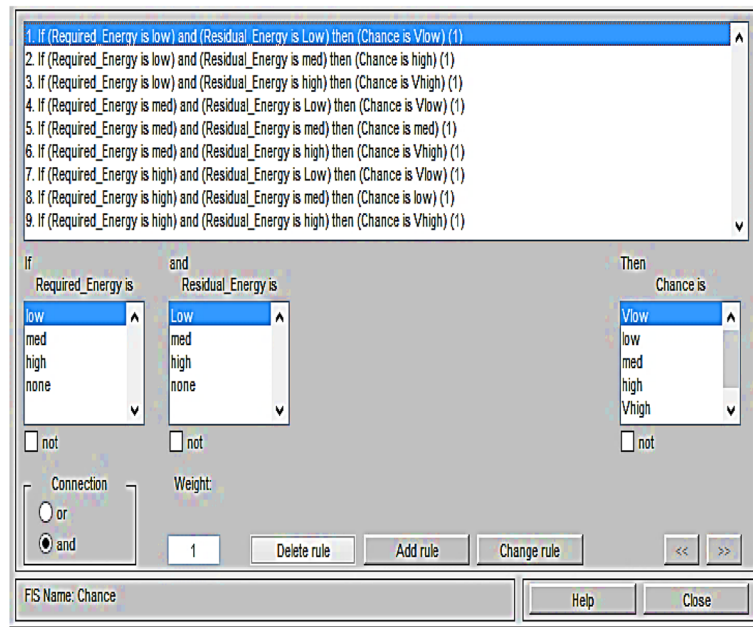 1. If (Required_Energy is low) and (Residual_Energy is Low) then (Chance is Vlow) (1)
2. If (Required_Energy is low) and (Residual_Energy is med) then (Chance is high) (1)
3. If (Required_Energy is low) and (Residual_Energy is high) then (Chance is Vhigh) (1)
4. If (Required_Energy is med) and (Residual_Energy is Low) then (Chance is Vlow) (1)
5. If (Required_Energy is med) and (Residual_Energy is med) then (Chance is med) (1)
6. If (Required_Energy is med) and (Residual_Energy is high) then (Chance is Vhigh) (1)
7. If (Required_Energy is high) and (Residual_Energy is Low) then (Chance is Vlow) (1)
8. If (Required_Energy is high) and (Residual_Energy is med) then (Chance is low) (1)
9. If (Required_Energy is high) and (Residual_Energy is high) then (Chance is Vhigh) (1)
If
Required_Energy is
low
med
high
none
not
and
Residual_Energy is
Low
med
high
none
not
Then
Chance is
Vlow
low
med
high
Vhigh
not
Connection
or
and
Weight:
1
Delete rule
Add rule
Change rule
<<
>>
FIS Name: Chance
Help
Close